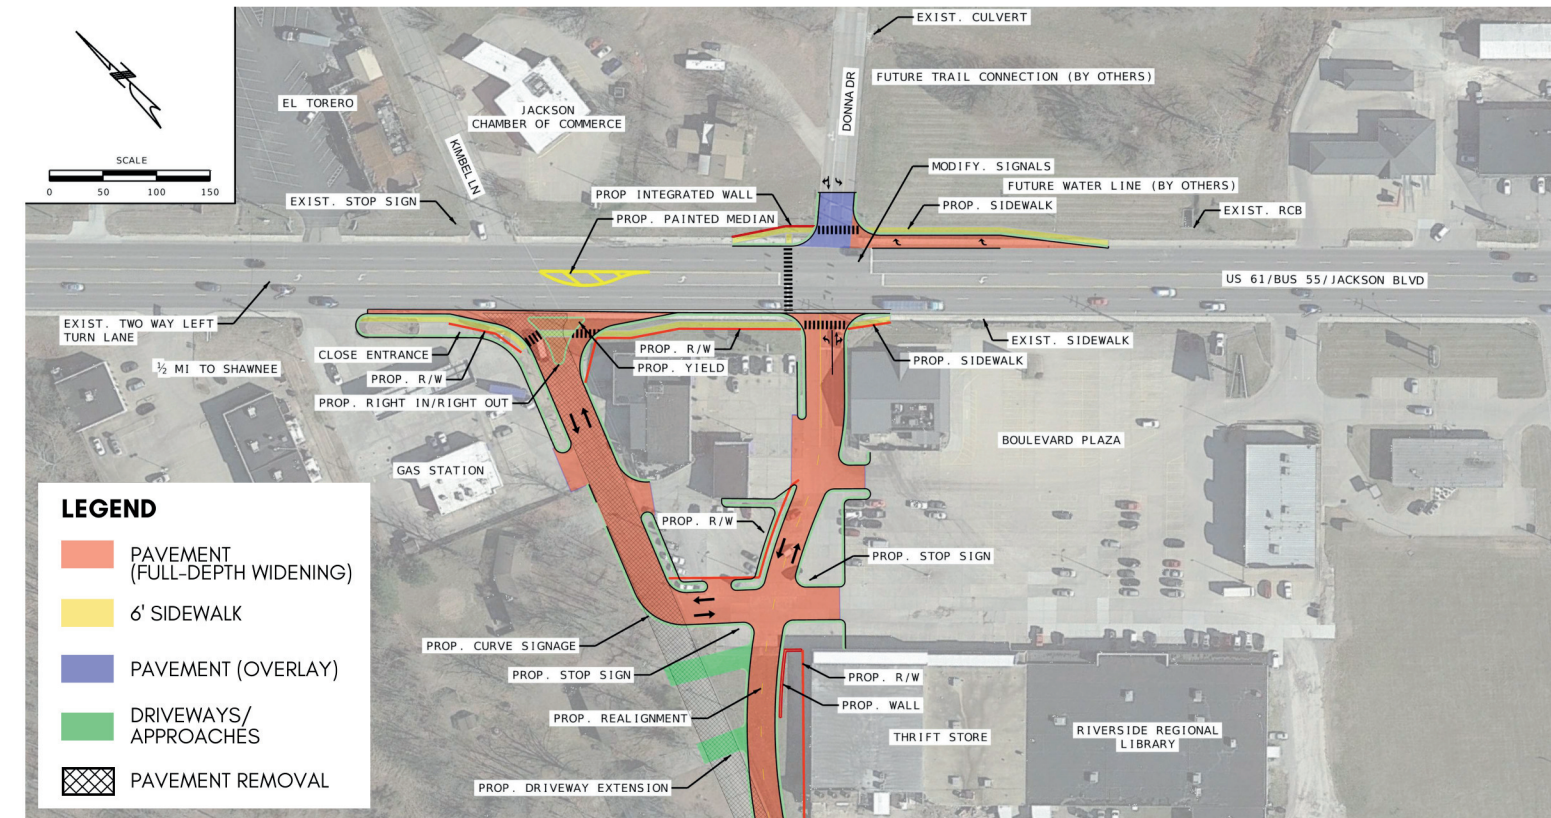 EXIST. CULVERT
FUTURE TRAIL CONNECTION (BY OTHERS)
DONNA DR
EL TORERO
JACKSON
CHAMBER OF COMMERCE
KIMBEL LN
SCALE
0 50 100 150
EXIST. STOP SIGN
PROP INTEGRATED WALL
PROP. PAINTED MEDIAN
MODIFY. SIGNALS
FUTURE WATER LINE (BY OTHERS)
PROP. SIDEWALK
EXIST. RCB
US 61/BUS 55/JACKSON BLVD
EXIST. TWO WAY LEFT
TURN LANE
CLOSE ENTRANCE
½ MI TO SHAWNEE
PROP. R/W
PROP. RIGHT IN/RIGHT OUT
PROP. R/W
PROP. YIELD
EXIST. SIDEWALK
PROP. SIDEWALK
GAS STATION
BOULEVARD PLAZA
PROP. R/W
PROP. STOP SIGN
PROP. CURVE SIGNAGE
PROP. STOP SIGN
PROP. R/W
PROP. WALL
PROP. REALIGNMENT
THRIFT STORE
RIVERSIDE REGIONAL
LIBRARY
PROP. DRIVEWAY EXTENSION
LEGEND
PAVEMENT
(FULL-DEPTH WIDENING)
6' SIDEWALK
PAVEMENT (OVERLAY)
DRIVEWAYS/
APPROACHES
PAVEMENT REMOVAL